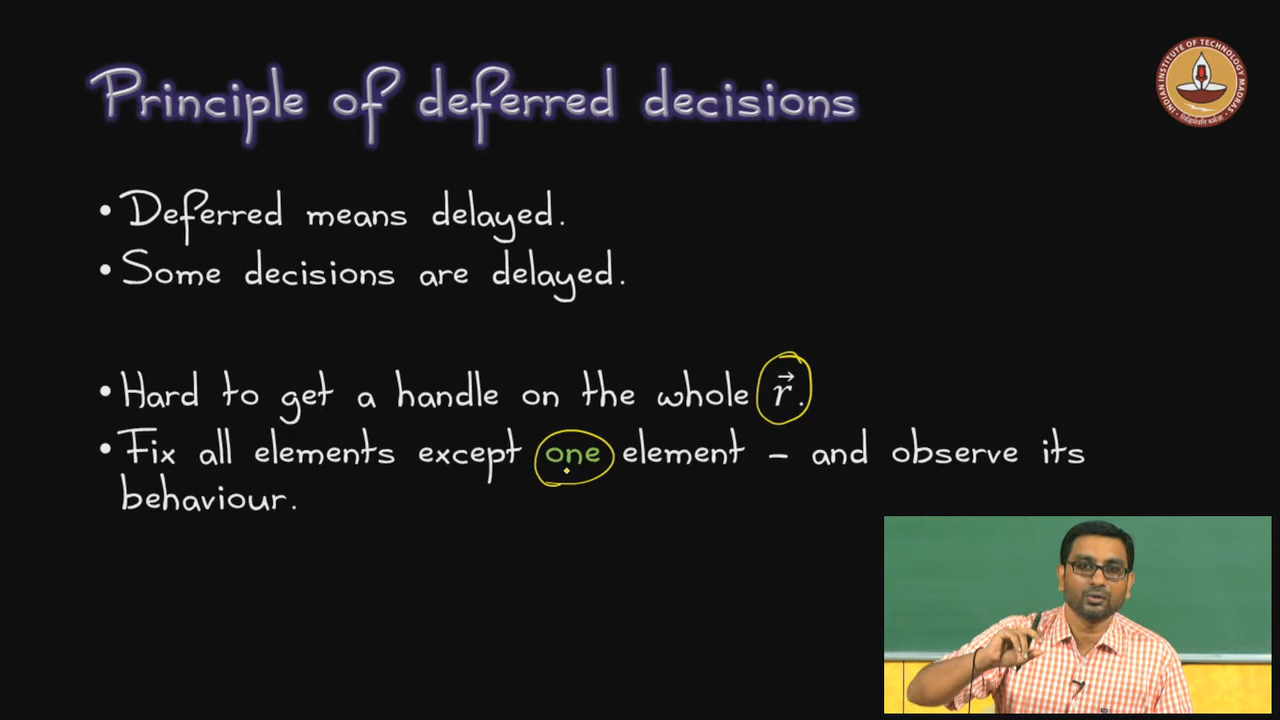 Principle of deferred decisions
INDIAN INSTITUTE OF TECHNOLOGY MADRAS
• Deferred means delayed.
• Some decisions are delayed.
• Hard to get a handle on the whole r⃗.
• Fix all elements except one element – and observe its
behaviour.